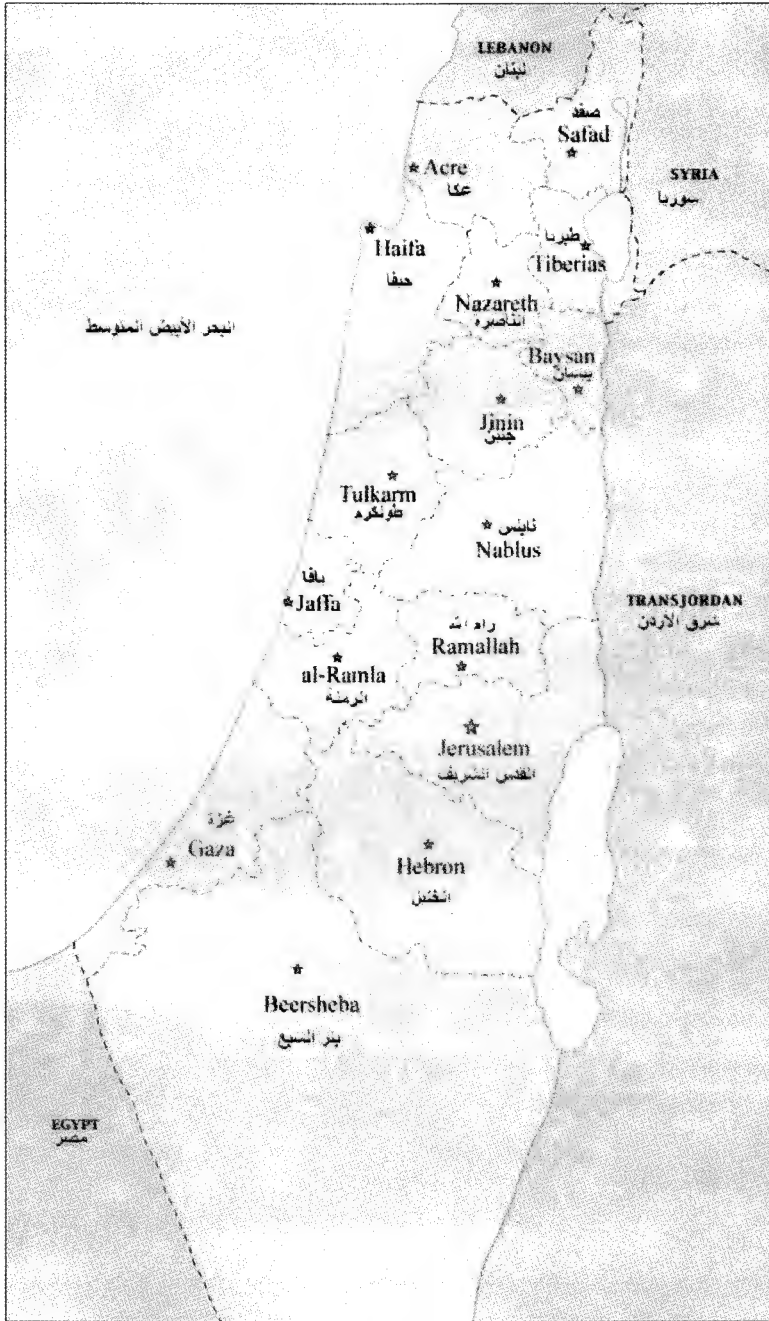 LEBANON
لبنان
صفد
Safad
Acre
عكا
SYRIA
سوريا
Haifa
حيفا
طبريا
Tiberias
Nazareth
الناصره
البحر الأبيض المتوسط
Baysan
بيسان
Jinin
جنين
Tulkarm
طولكرم
نابلس
Nablus
يافا
Jaffa
TRANSJORDAN
شرق الأردن
رام الله
Ramallah
al-Ramla
الرملة
Jerusalem
القدس الشريف
غزة
Gaza
Hebron
الخليل
Beersheba
بئر السبع
EGYPT
مصر